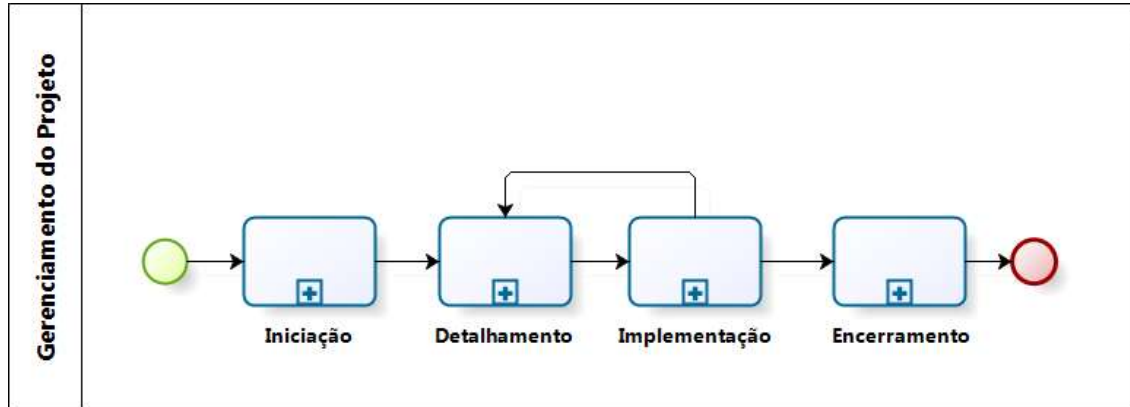 Gerenciamento do Projeto
Iniciação
Detalhamento
Implementação
Encerramento